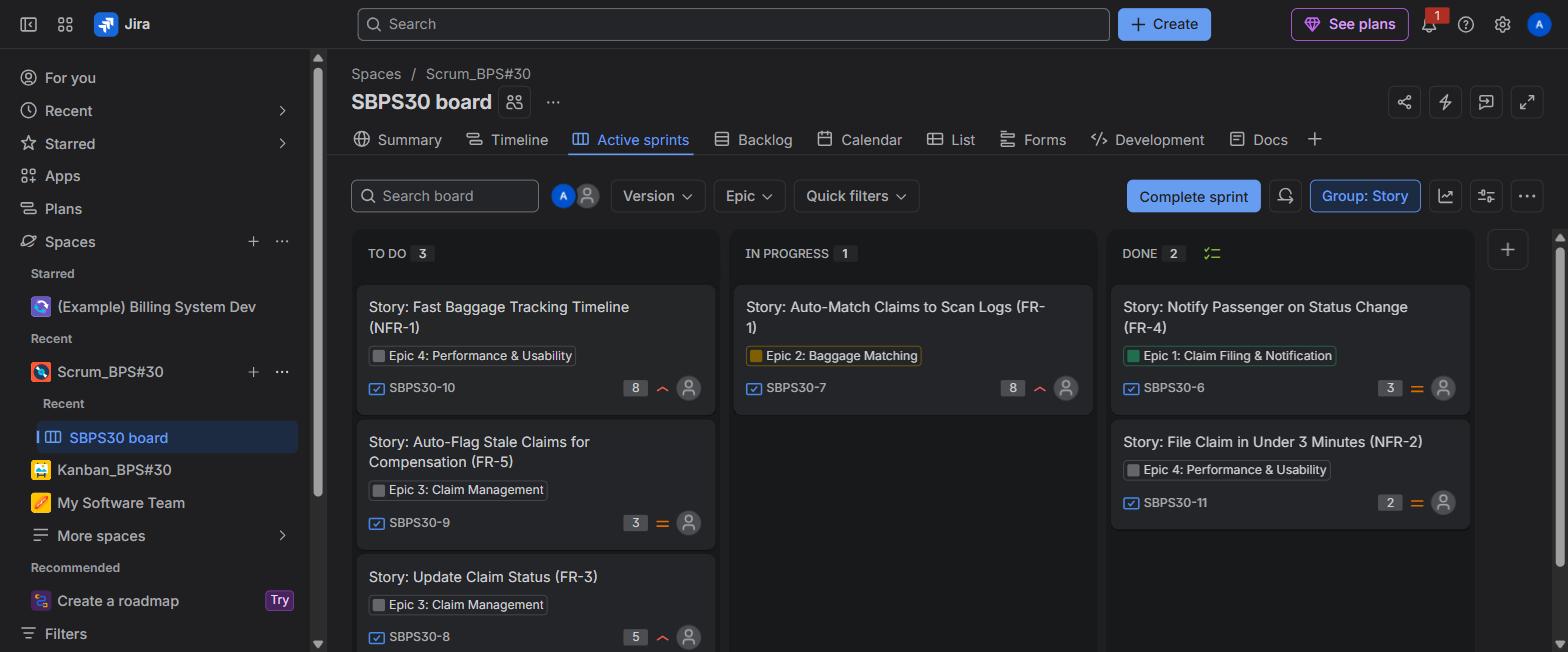 Jira
Search
+ Create
See plans
1
A
For you
Recent
Starred
Apps
Plans
Spaces
Starred
(Example) Billing System Dev
Recent
Scrum_BPS#30
Recent
SBPS30 board
Kanban_BPS#30
My Software Team
More spaces
Recommended
Create a roadmap Try
Filters
Spaces / Scrum_BPS#30
SBPS30 board
Summary Timeline Active sprints Backlog Calendar List Forms Development Docs
Search board A Version Epic Quick filters Complete sprint Group: Story
TO DO 3
Story: Fast Baggage Tracking Timeline
(NFR-1)
Epic 4: Performance & Usability
SBPS30-10 8
Story: Auto-Flag Stale Claims for
Compensation (FR-5)
Epic 3: Claim Management
SBPS30-9 3
Story: Update Claim Status (FR-3)
Epic 3: Claim Management
SBPS30-8 5
IN PROGRESS 1
Story: Auto-Match Claims to Scan Logs (FR-
1)
Epic 2: Baggage Matching
SBPS30-7 8
DONE 2
Story: Notify Passenger on Status Change
(FR-4)
Epic 1: Claim Filing & Notification
SBPS30-6 3
Story: File Claim in Under 3 Minutes (NFR-2)
Epic 4: Performance & Usability
SBPS30-11 2